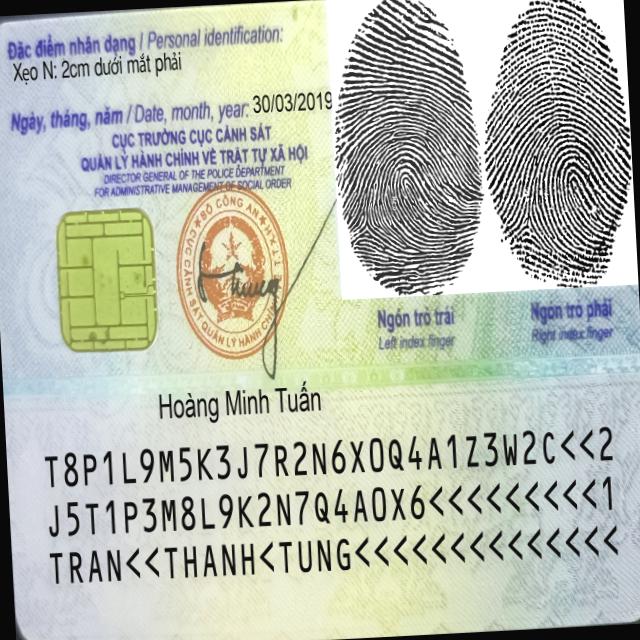 Đặc điểm nhân dạng / Personal identification:
Xẹo N: 2cm dưới mắt phải
Ngày, tháng, năm / Date, month, year: 30/03/2019
CỤC TRƯỞNG CỤC CẢNH SÁT
QUẢN LÝ HÀNH CHÍNH VỀ TRẬT TỰ XÃ HỘI
DIRECTOR GENERAL OF THE POLICE DEPARTMENT
FOR ADMINISTRATIVE MANAGEMENT OF SOCIAL ORDER
BỘ CÔNG AN
CỤC CẢNH SÁT QUẢN LÝ HÀNH CHÍNH
Ngón trỏ trái
Left index finger
Ngón trỏ phải
Right index finger
Hoàng Minh Tuấn
T8P1L9M5K3J7R2N6X0Q4A1Z3W2C<<2
J5T1P3M8L9K2N7Q4A0X6<<<<<<<<<1
TRAN<<THANH<TUNG<<<<<<<<<<<<<<